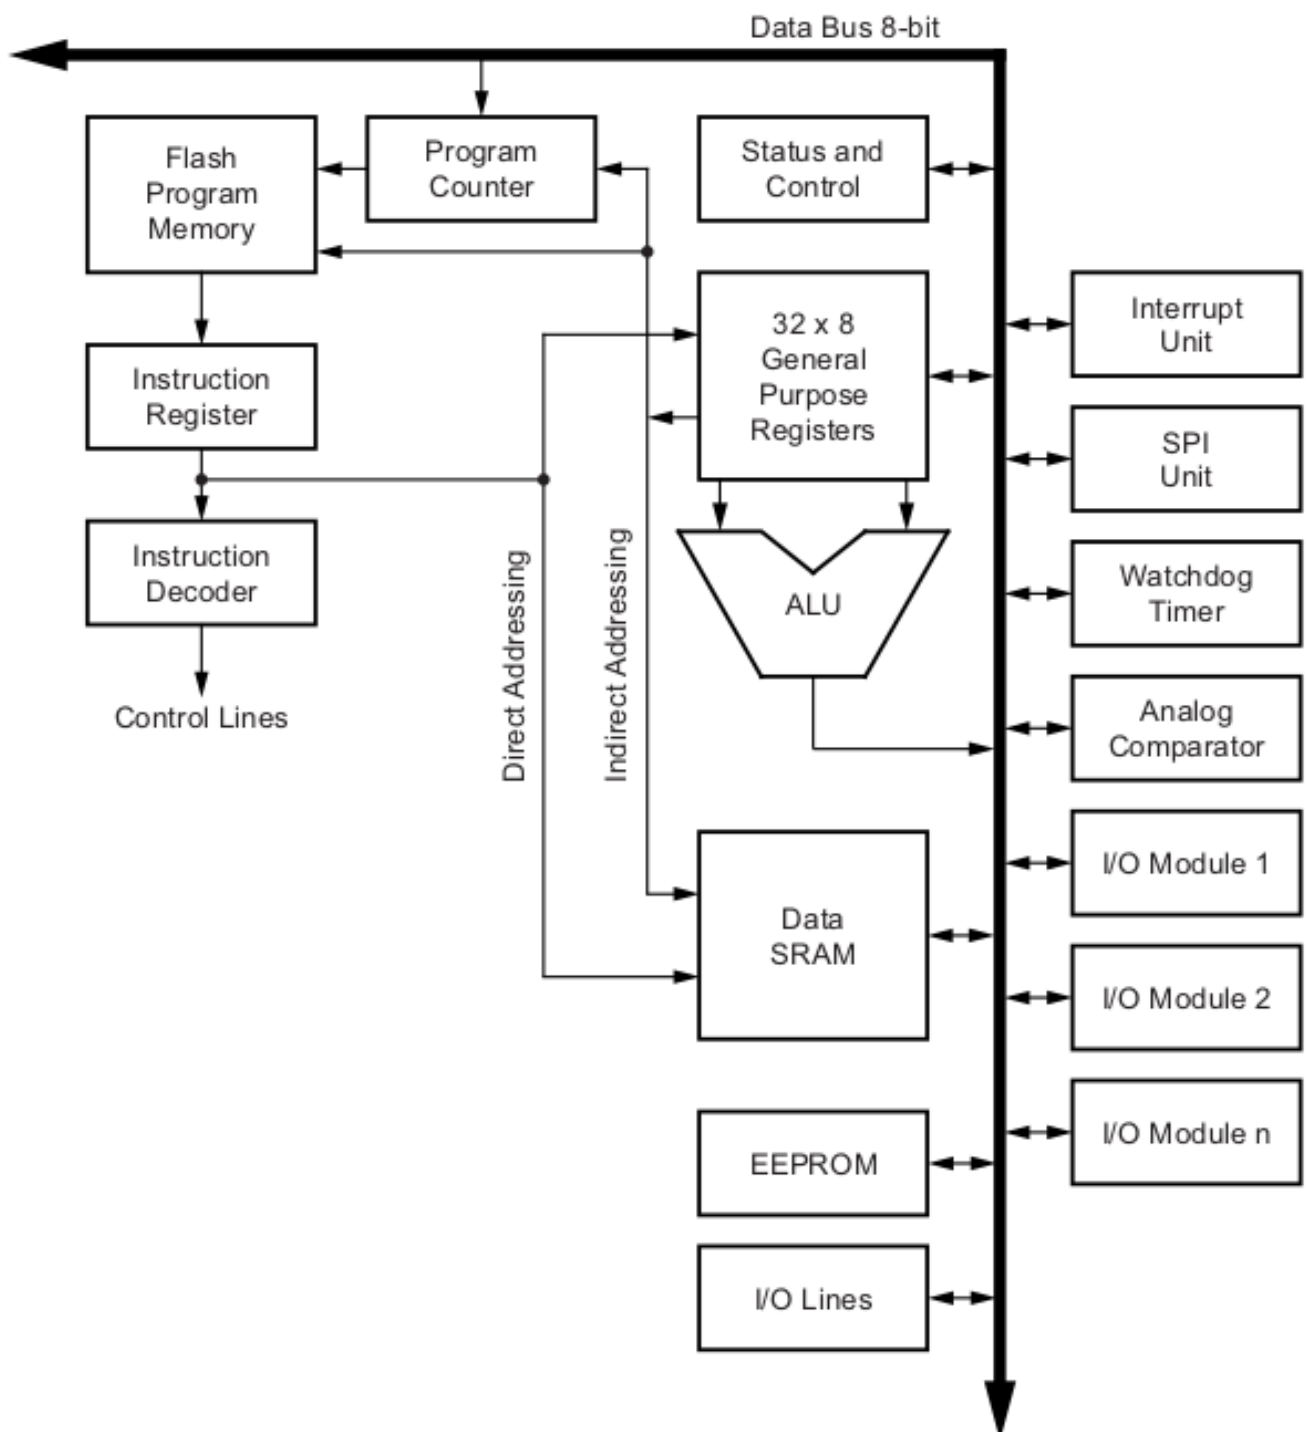 Data Bus 8-bit
Flash
Program
Memory
Program
Counter
Status and
Control
32 x 8
General
Purpose
Registers
Interrupt
Unit
Instruction
Register
SPI
Unit
Instruction
Decoder
Direct Addressing
Indirect Addressing
ALU
Watchdog
Timer
Control Lines
Analog
Comparator
Data
SRAM
I/O Module 1
I/O Module 2
EEPROM
I/O Module n
I/O Lines